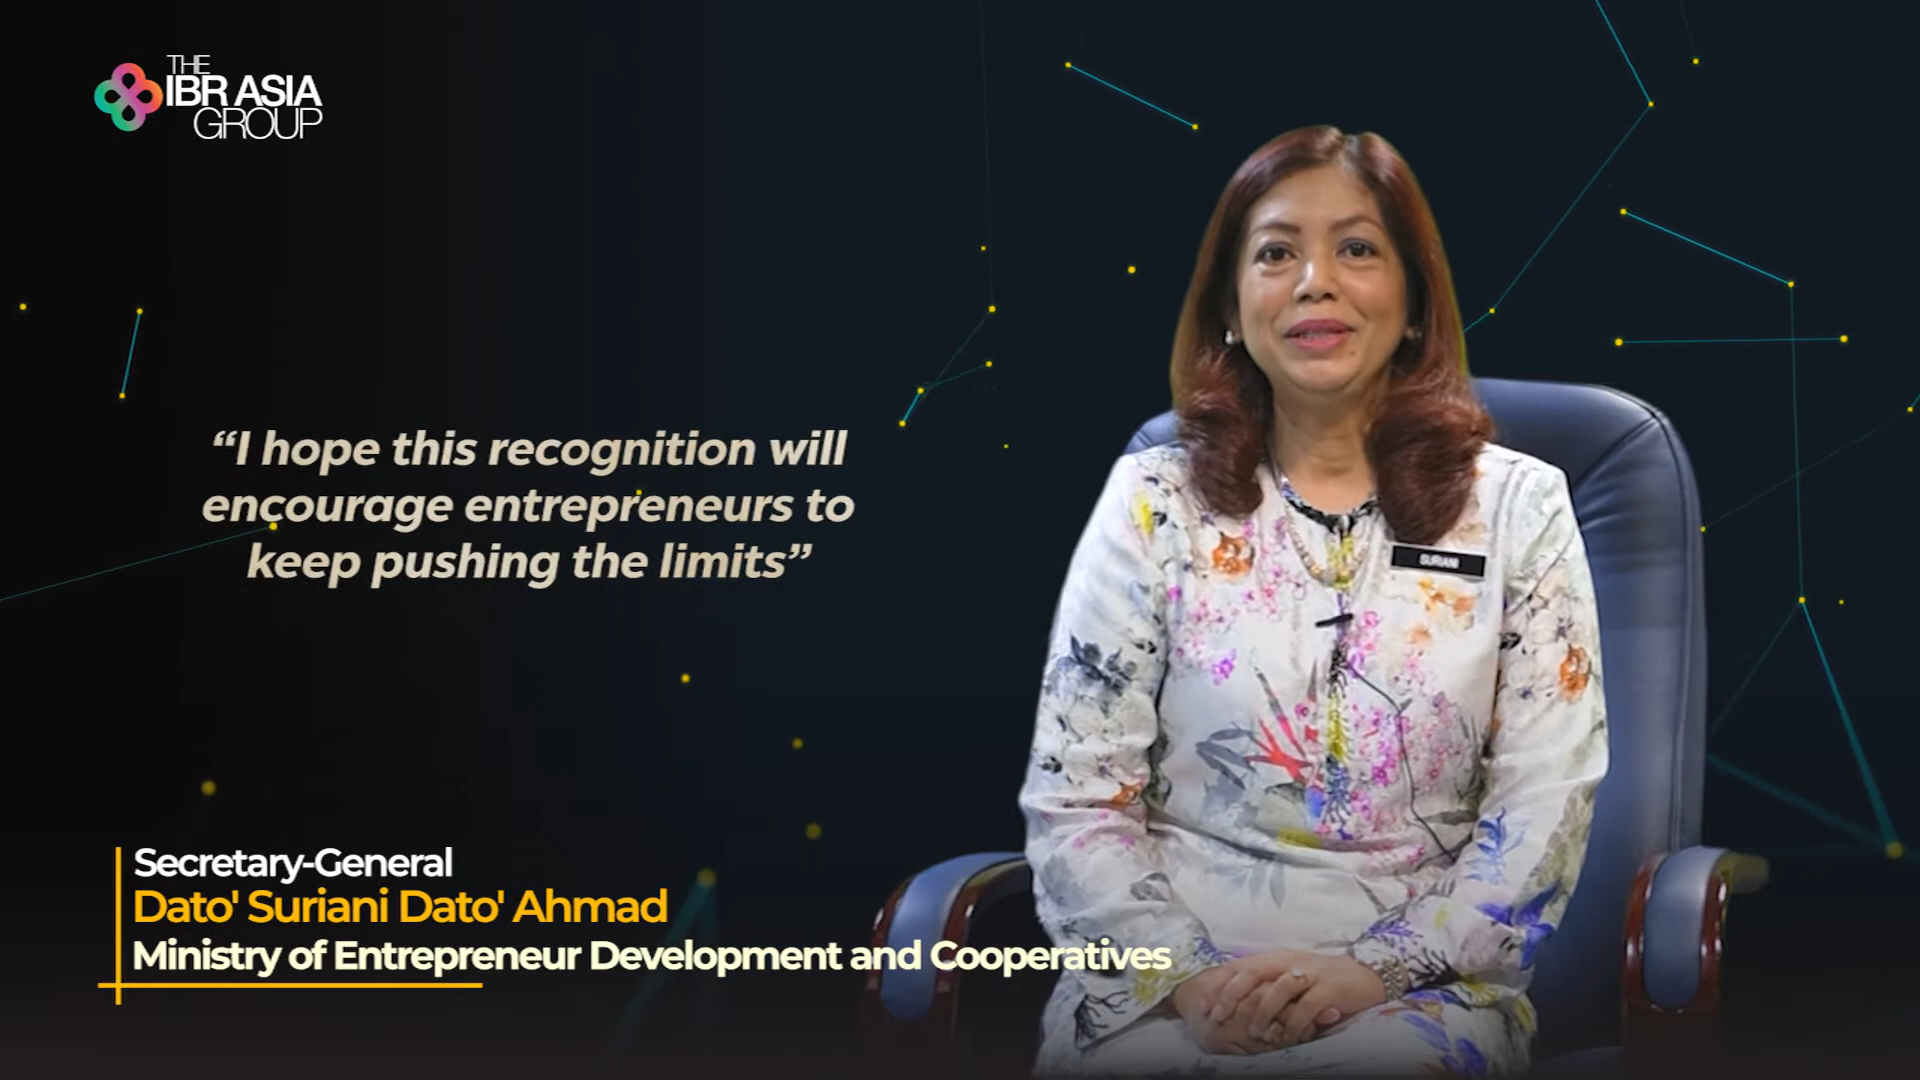 THE
IBR ASIA
GROUP
“I hope this recognition will
encourage entrepreneurs to
keep pushing the limits”
SURIANI
Secretary-General
Dato' Suriani Dato' Ahmad
Ministry of Entrepreneur Development and Cooperatives